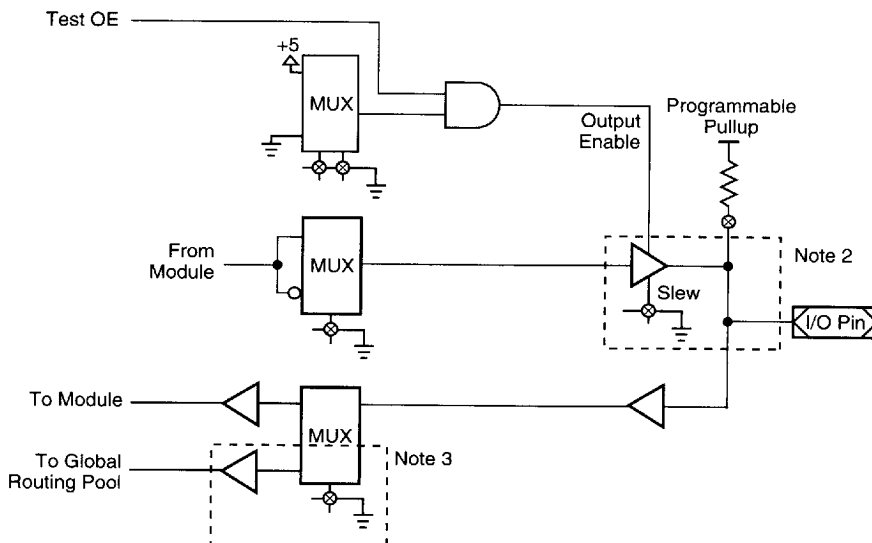 Test OE
+5
MUX
Output
Enable
Programmable
Pullup
From
Module
MUX
Note 2
Slew
I/O Pin
To Module
MUX
To Global
Routing Pool
Note 3